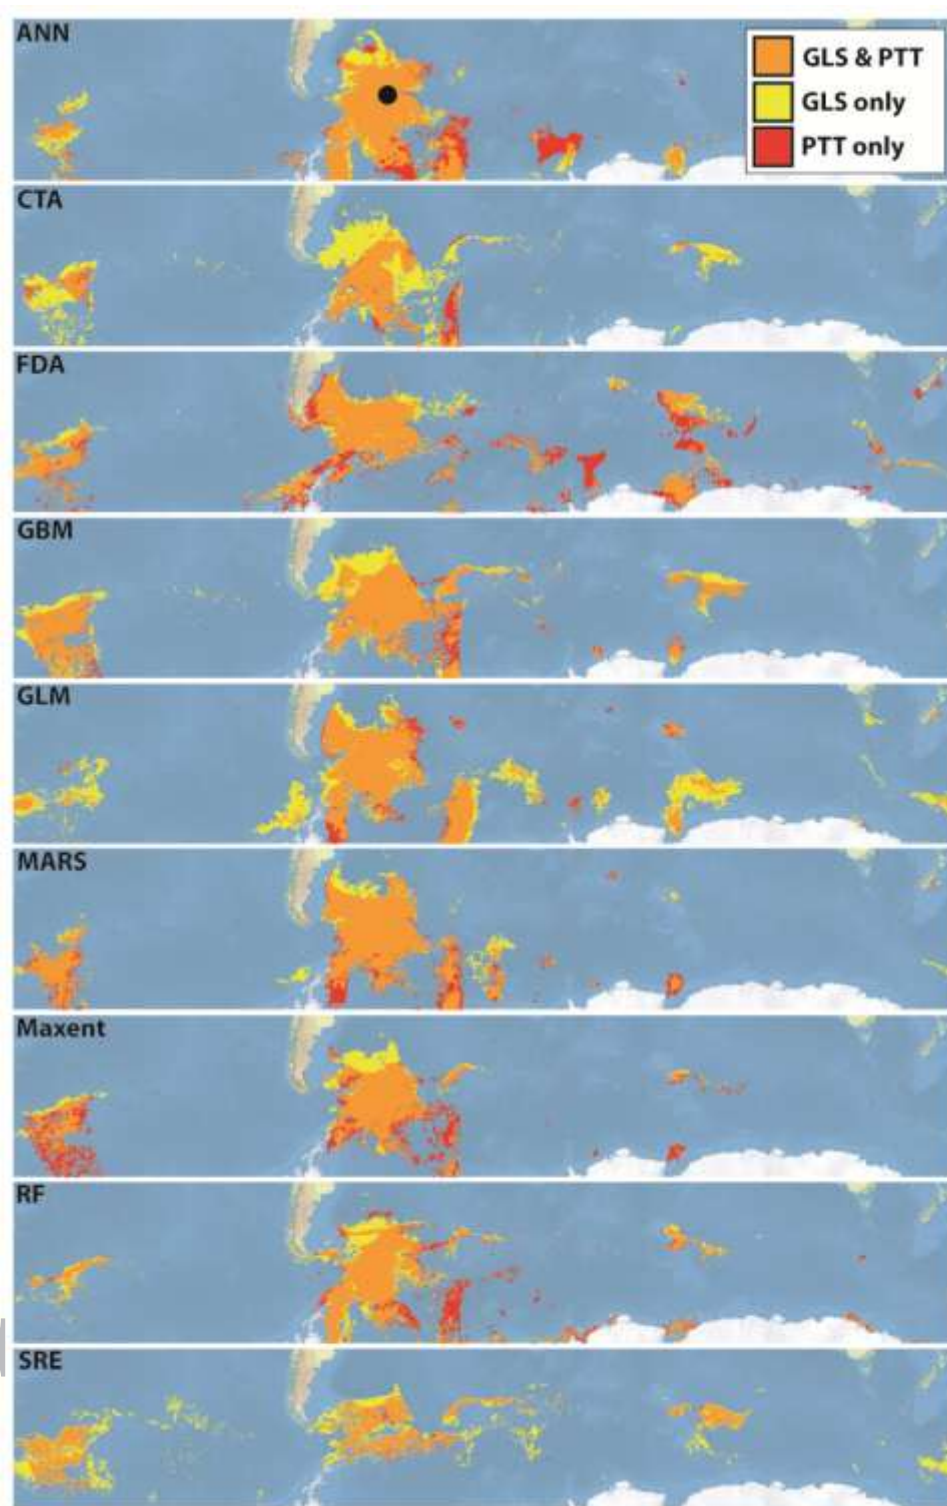 ANN
GLS & PTT
GLS only
PTT only
CTA
FDA
GBM
GLM
MARS
Maxent
RF
SRE